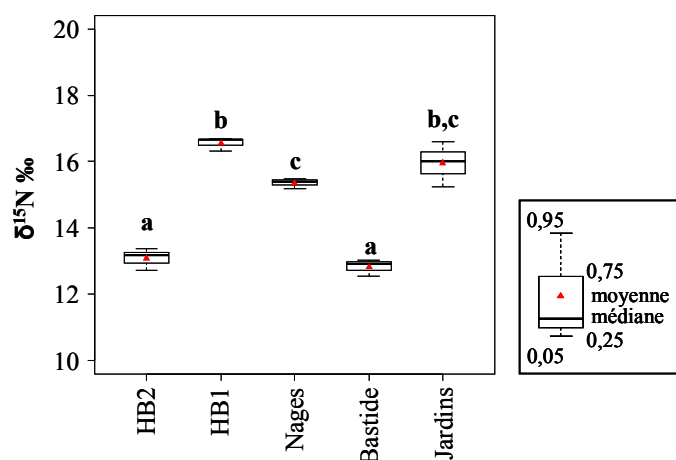 20
18
16
14
12
10
δ¹⁵N ‰
a
b
c
a
b,c
HB2
HB1
Nages
Bastide
Jardins
0,95
0,75
moyenne
médiane
0,25
0,05